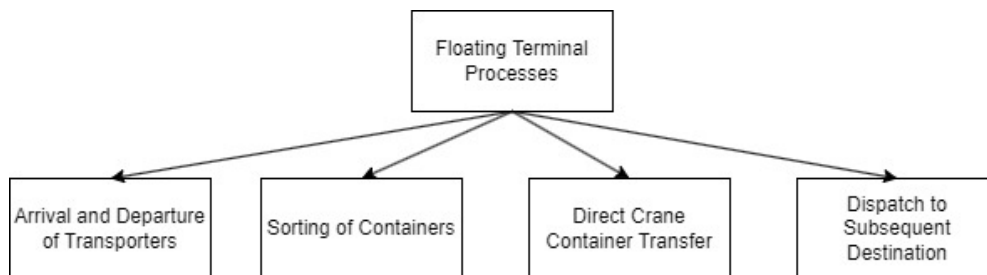 Floating Terminal
Processes
Arrival and Departure
of Transporters
Sorting of Containers
Direct Crane
Container Transfer
Dispatch to
Subsequent
Destination